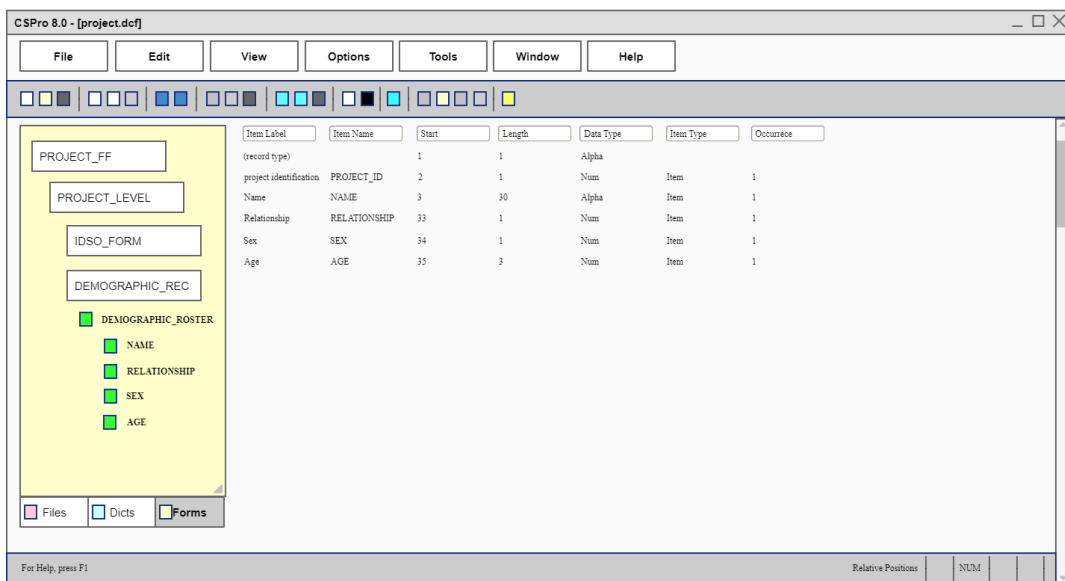 CSPro 8.0 - [project.dcf]
File Edit View Options Tools Window Help
PROJECT_FF
PROJECT_LEVEL
IDSO_FORM
DEMOGRAPHIC_REC
DEMOGRAPHIC_ROSTER
NAME
RELATIONSHIP
SEX
AGE
Files Dicts Forms
Item Label Item Name Start Length Data Type Item Type Occurrece
(record type) 1 1 Alpha
project identification PROJECT_ID 2 1 Num Item 1
Name NAME 3 30 Alpha Item 1
Relationship RELATIONSHIP 33 1 Num Item 1
Sex SEX 34 1 Num Item 1
Age AGE 35 3 Num Item 1
For Help, press F1 Relative Positions NUM